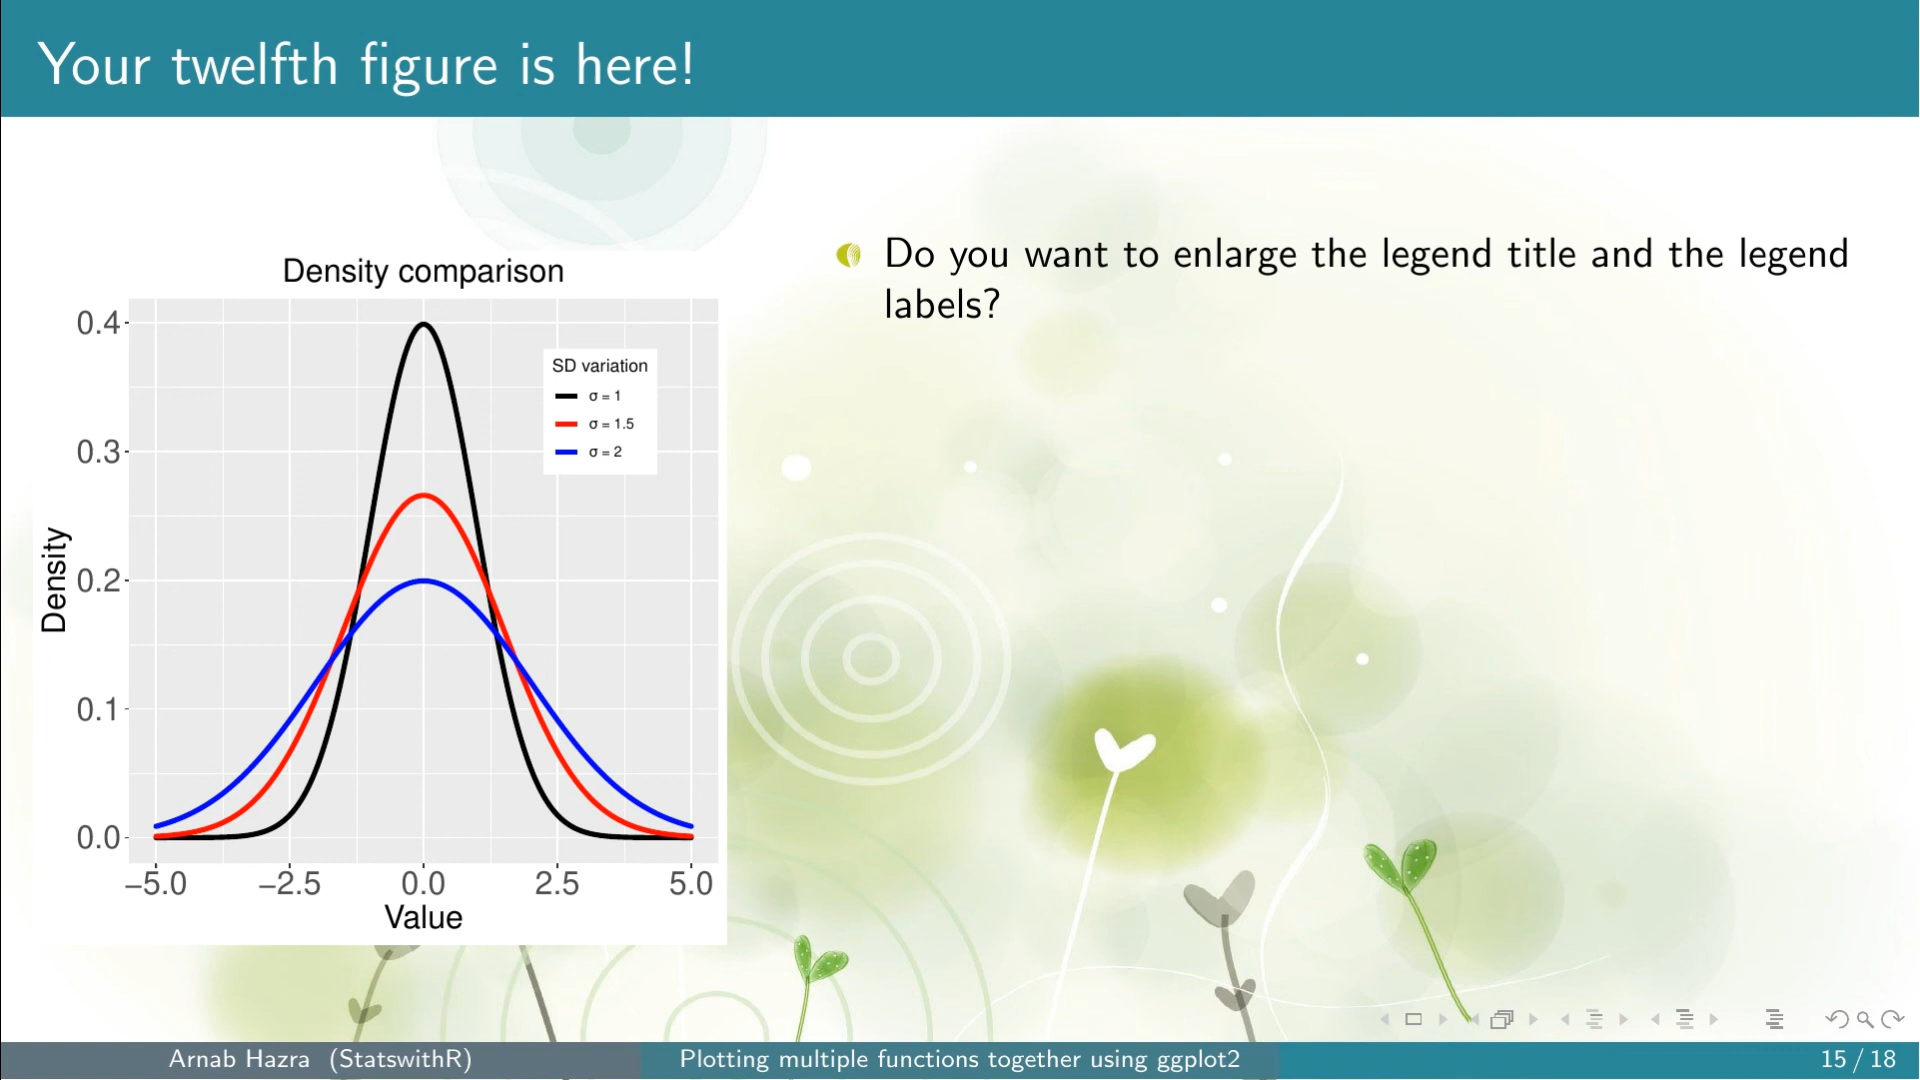 Your twelfth figure is here!
Density comparison
0.4
0.3
0.2
0.1
0.0
Density
SD variation
σ = 1
σ = 1.5
σ = 2
−5.0 −2.5 0.0 2.5 5.0
Value
Do you want to enlarge the legend title and the legend
labels?
Arnab Hazra (StatswithR) Plotting multiple functions together using ggplot2 15 / 18